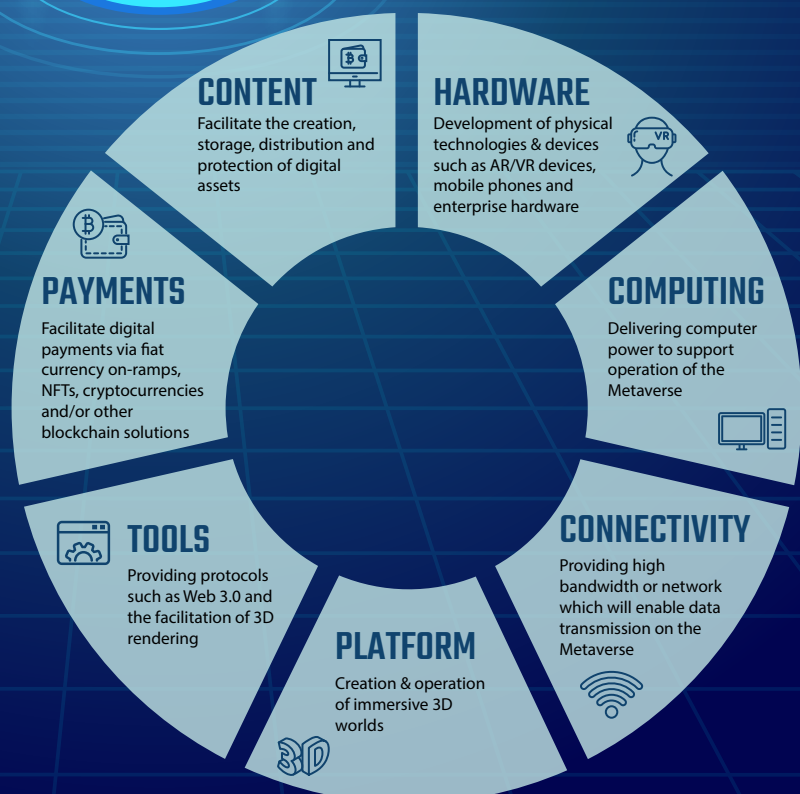 CONTENT
Facilitate the creation,
storage, distribution and
protection of digital
assets
HARDWARE
Development of physical
technologies & devices
such as AR/VR devices,
mobile phones and
enterprise hardware
VR
COMPUTING
Delivering computer
power to support
operation of the
Metaverse
CONNECTIVITY
Providing high
bandwidth or network
which will enable data
transmission on the
Metaverse
PLATFORM
Creation & operation
of immersive 3D
worlds
3D
TOOLS
Providing protocols
such as Web 3.0 and
the facilitation of 3D
rendering
PAYMENTS
Facilitate digital
payments via fiat
currency on-ramps,
NFTs, cryptocurrencies
and/or other
blockchain solutions